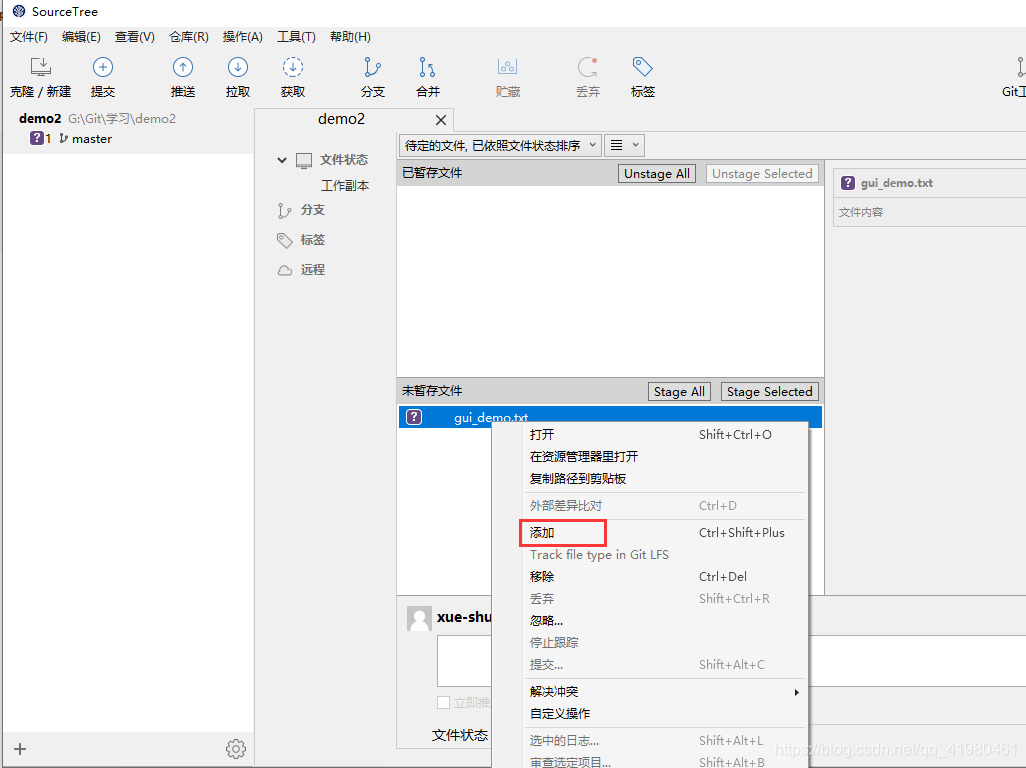 SourceTree
文件(F) 编辑(E) 查看(V) 仓库(R) 操作(A) 工具(T) 帮助(H)
克隆 / 新建 提交 推送 拉取 获取 分支 合并 贮藏 丢弃 标签 Git工
demo2 G:\Git\学习\demo2
? 1 master
demo2
文件状态
工作副本
分支
标签
远程
待定的文件, 已依照文件状态排序
已暂存文件 Unstage All Unstage Selected
? gui_demo.txt
文件内容
未暂存文件 Stage All Stage Selected
? gui_demo.txt
打开 Shift+Ctrl+O
在资源管理器里打开
复制路径到剪贴板
外部差异比对 Ctrl+D
添加 Ctrl+Shift+Plus
Track file type in Git LFS
移除 Ctrl+Del
丢弃 Shift+Ctrl+R
忽略...
停止跟踪
提交... Shift+Alt+C
解决冲突
自定义操作
选中的日志... Shift+Alt+L
审查选定项目... Shift+Alt+B
xue-shu
立即推
文件状态
https://blog.csdn.net/qq_41980461